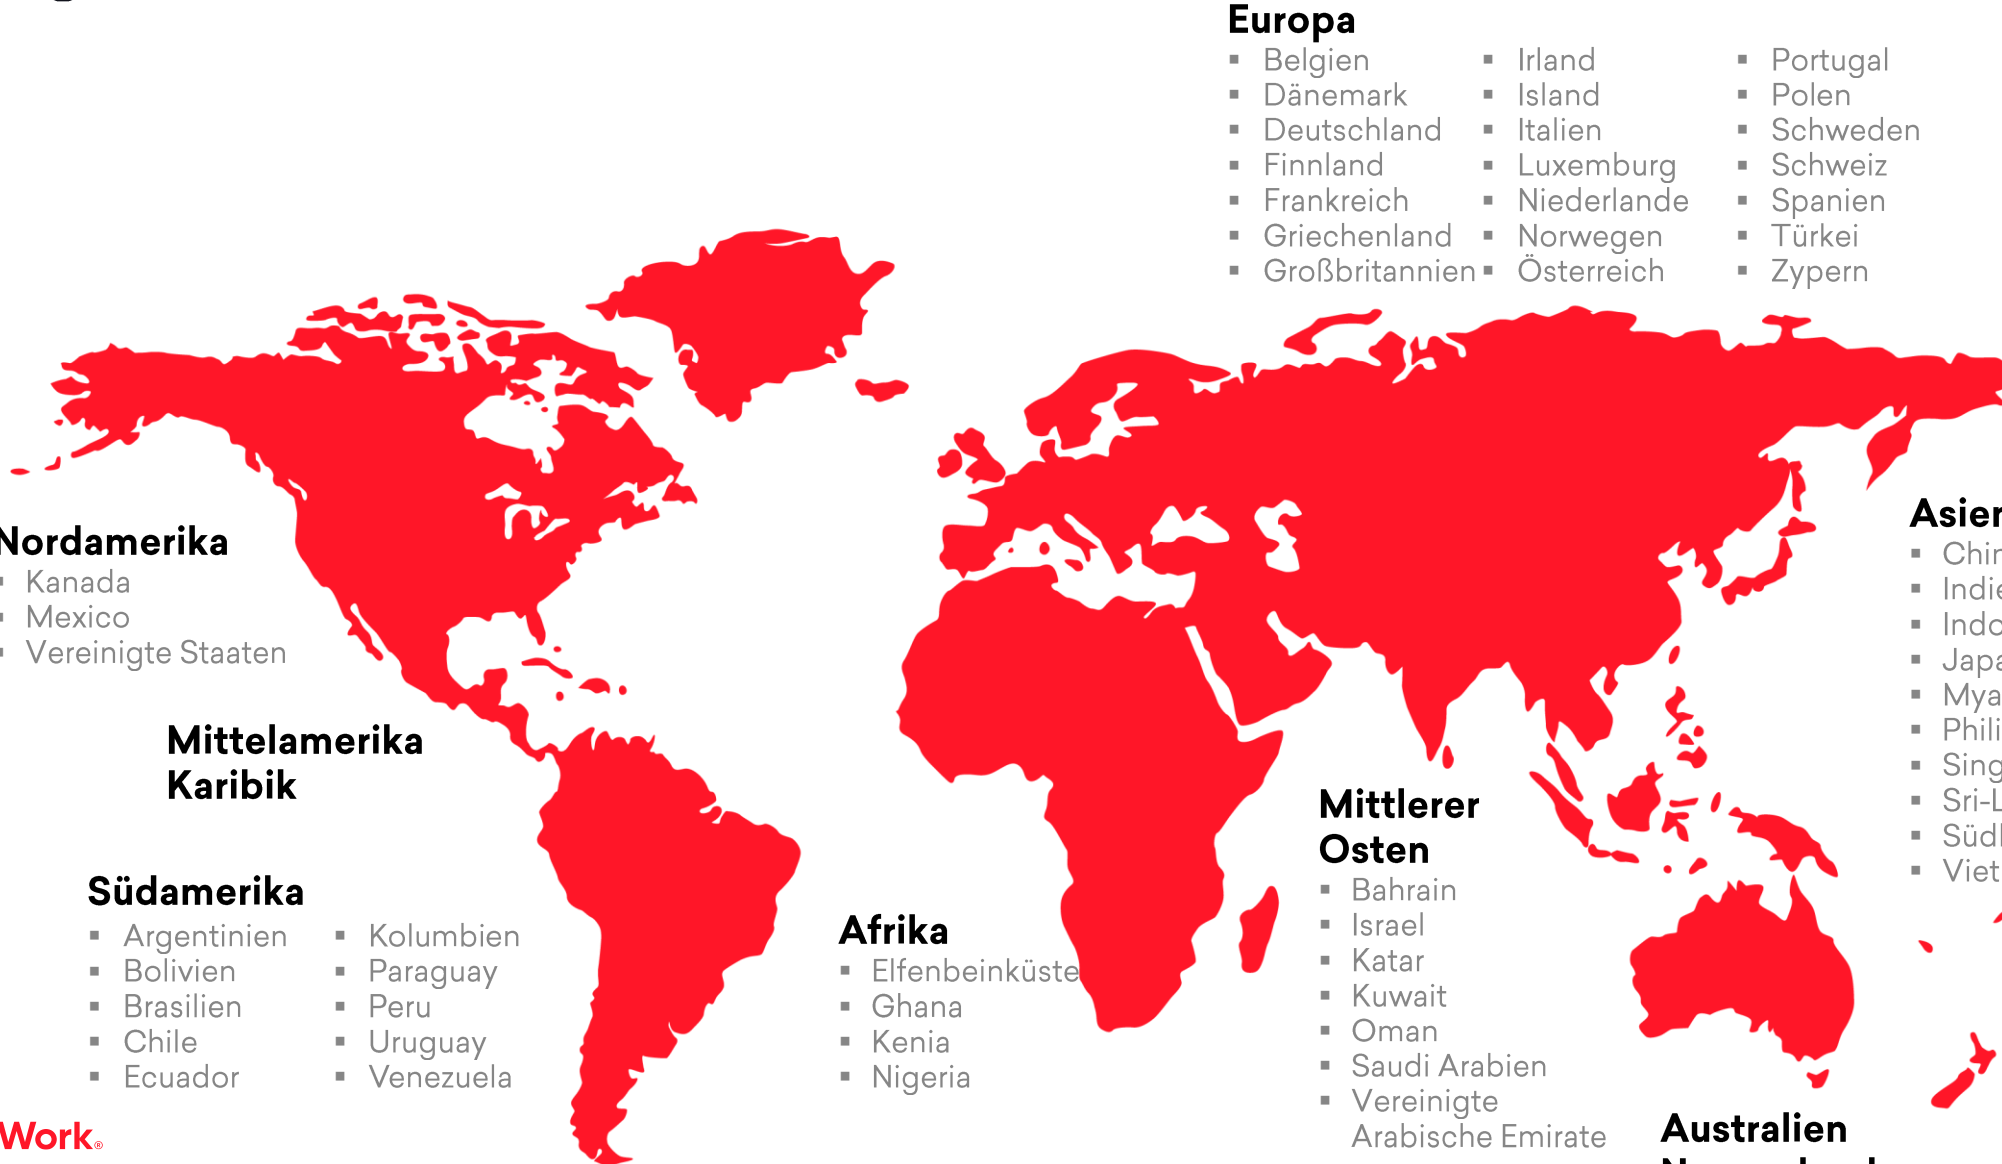 Europa
Belgien
Dänemark
Deutschland
Finnland
Frankreich
Griechenland
Großbritannien
Irland
Island
Italien
Luxemburg
Niederlande
Norwegen
Österreich
Portugal
Polen
Schweden
Schweiz
Spanien
Türkei
Zypern
Nordamerika
Kanada
Mexico
Vereinigte Staaten
Mittelamerika
Karibik
Südamerika
Argentinien
Bolivien
Brasilien
Chile
Ecuador
Kolumbien
Paraguay
Peru
Uruguay
Venezuela
Afrika
Elfenbeinküste
Ghana
Kenia
Nigeria
Mittlerer
Osten
Bahrain
Israel
Katar
Kuwait
Oman
Saudi Arabien
Vereinigte
Arabische Emirate
Australien
Work®